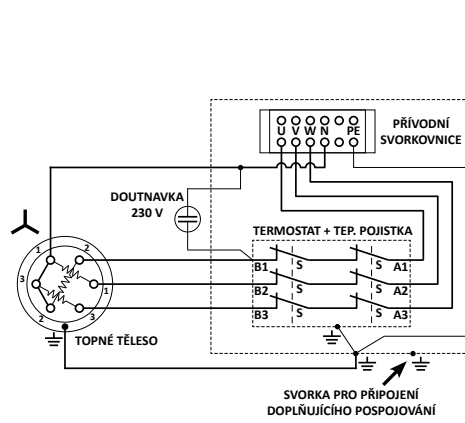 U V W N PE
PŘÍVODNÍ
SVORKOVNICE
DOUTNAVKA
230 V
TERMOSTAT + TEP. POJISTKA
B1 S A1
B2 S A2
B3 S A3
1 2
3 1
2 3
TOPNÉ TĚLESO
SVORKA PRO PŘIPOJENÍ
DOPLŇUJÍCÍHO POSPOJOVÁNÍ